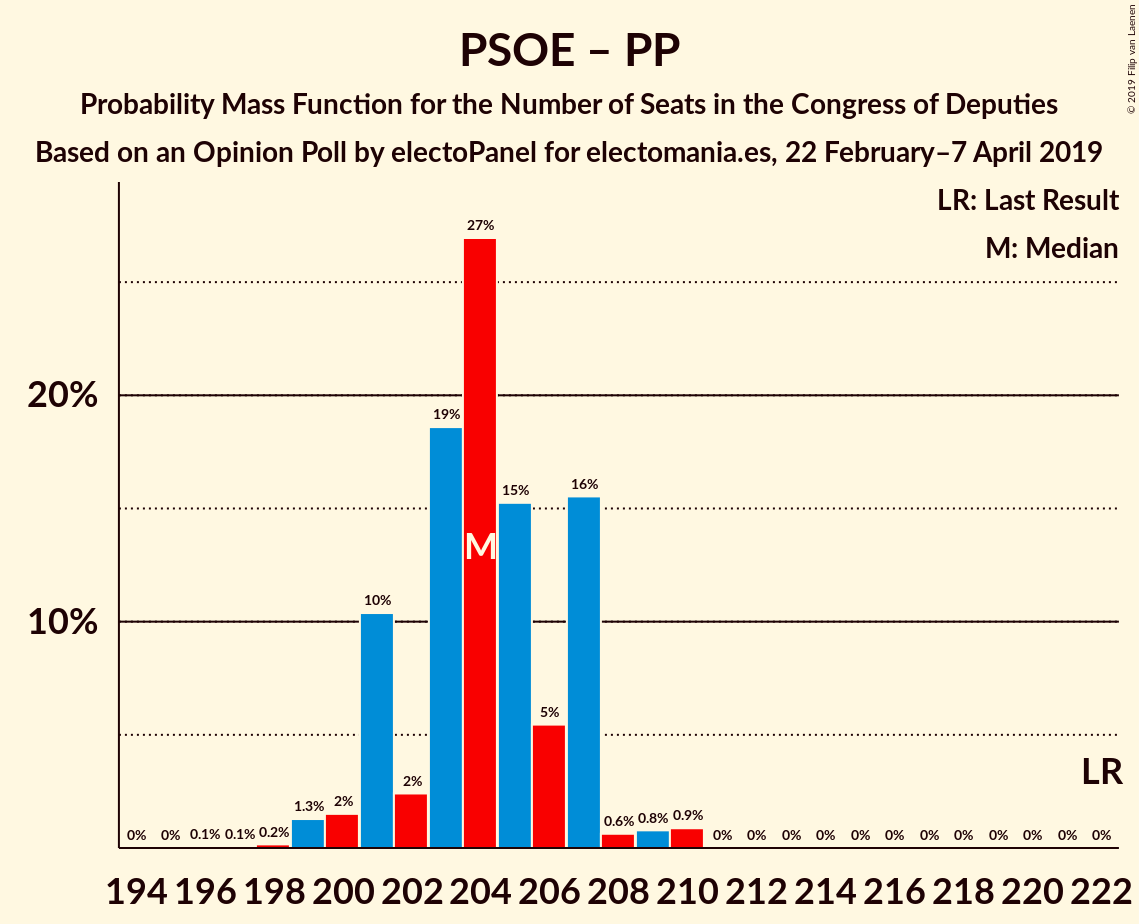 PSOE – PP
Probability Mass Function for the Number of Seats in the Congress of Deputies
Based on an Opinion Poll by electoPanel for electomania.es, 22 February–7 April 2019
© 2019 Filip van Laenen
LR: Last Result
M: Median
27%
20%
19%
16%
15%
M
10%
10%
5%
LR
2%
1.3% 2%
0.6% 0.8% 0.9%
0% 0% 0.1% 0.1% 0.2% 0% 0% 0% 0% 0% 0% 0% 0% 0% 0% 0% 0%
194 196 198 200 202 204 206 208 210 212 214 216 218 220 222